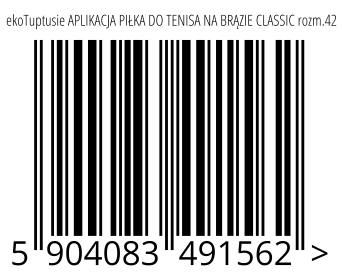 ekoTuptusie APLIKACJA PIŁKA DO TENISA NA BRĄZIE CLASSIC rozm.42
5 904083 491562 >